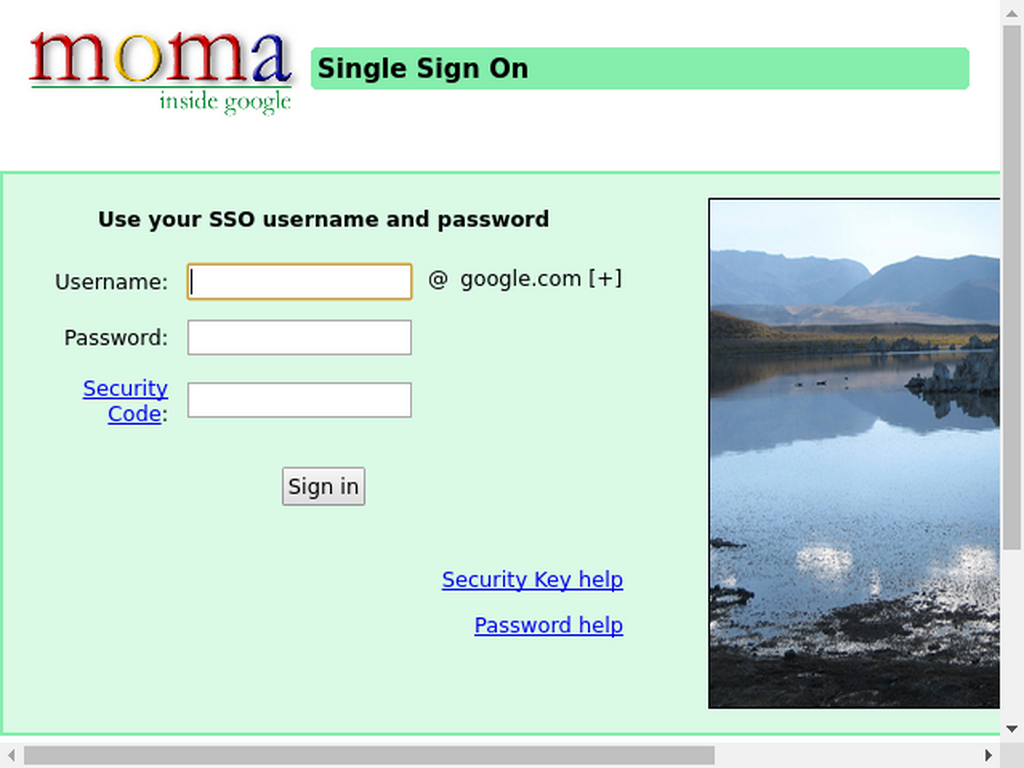 moma
inside google
Single Sign On
Use your SSO username and password
Username:
@ google.com [+]
Password:
Security
Code:
Sign in
Security Key help
Password help